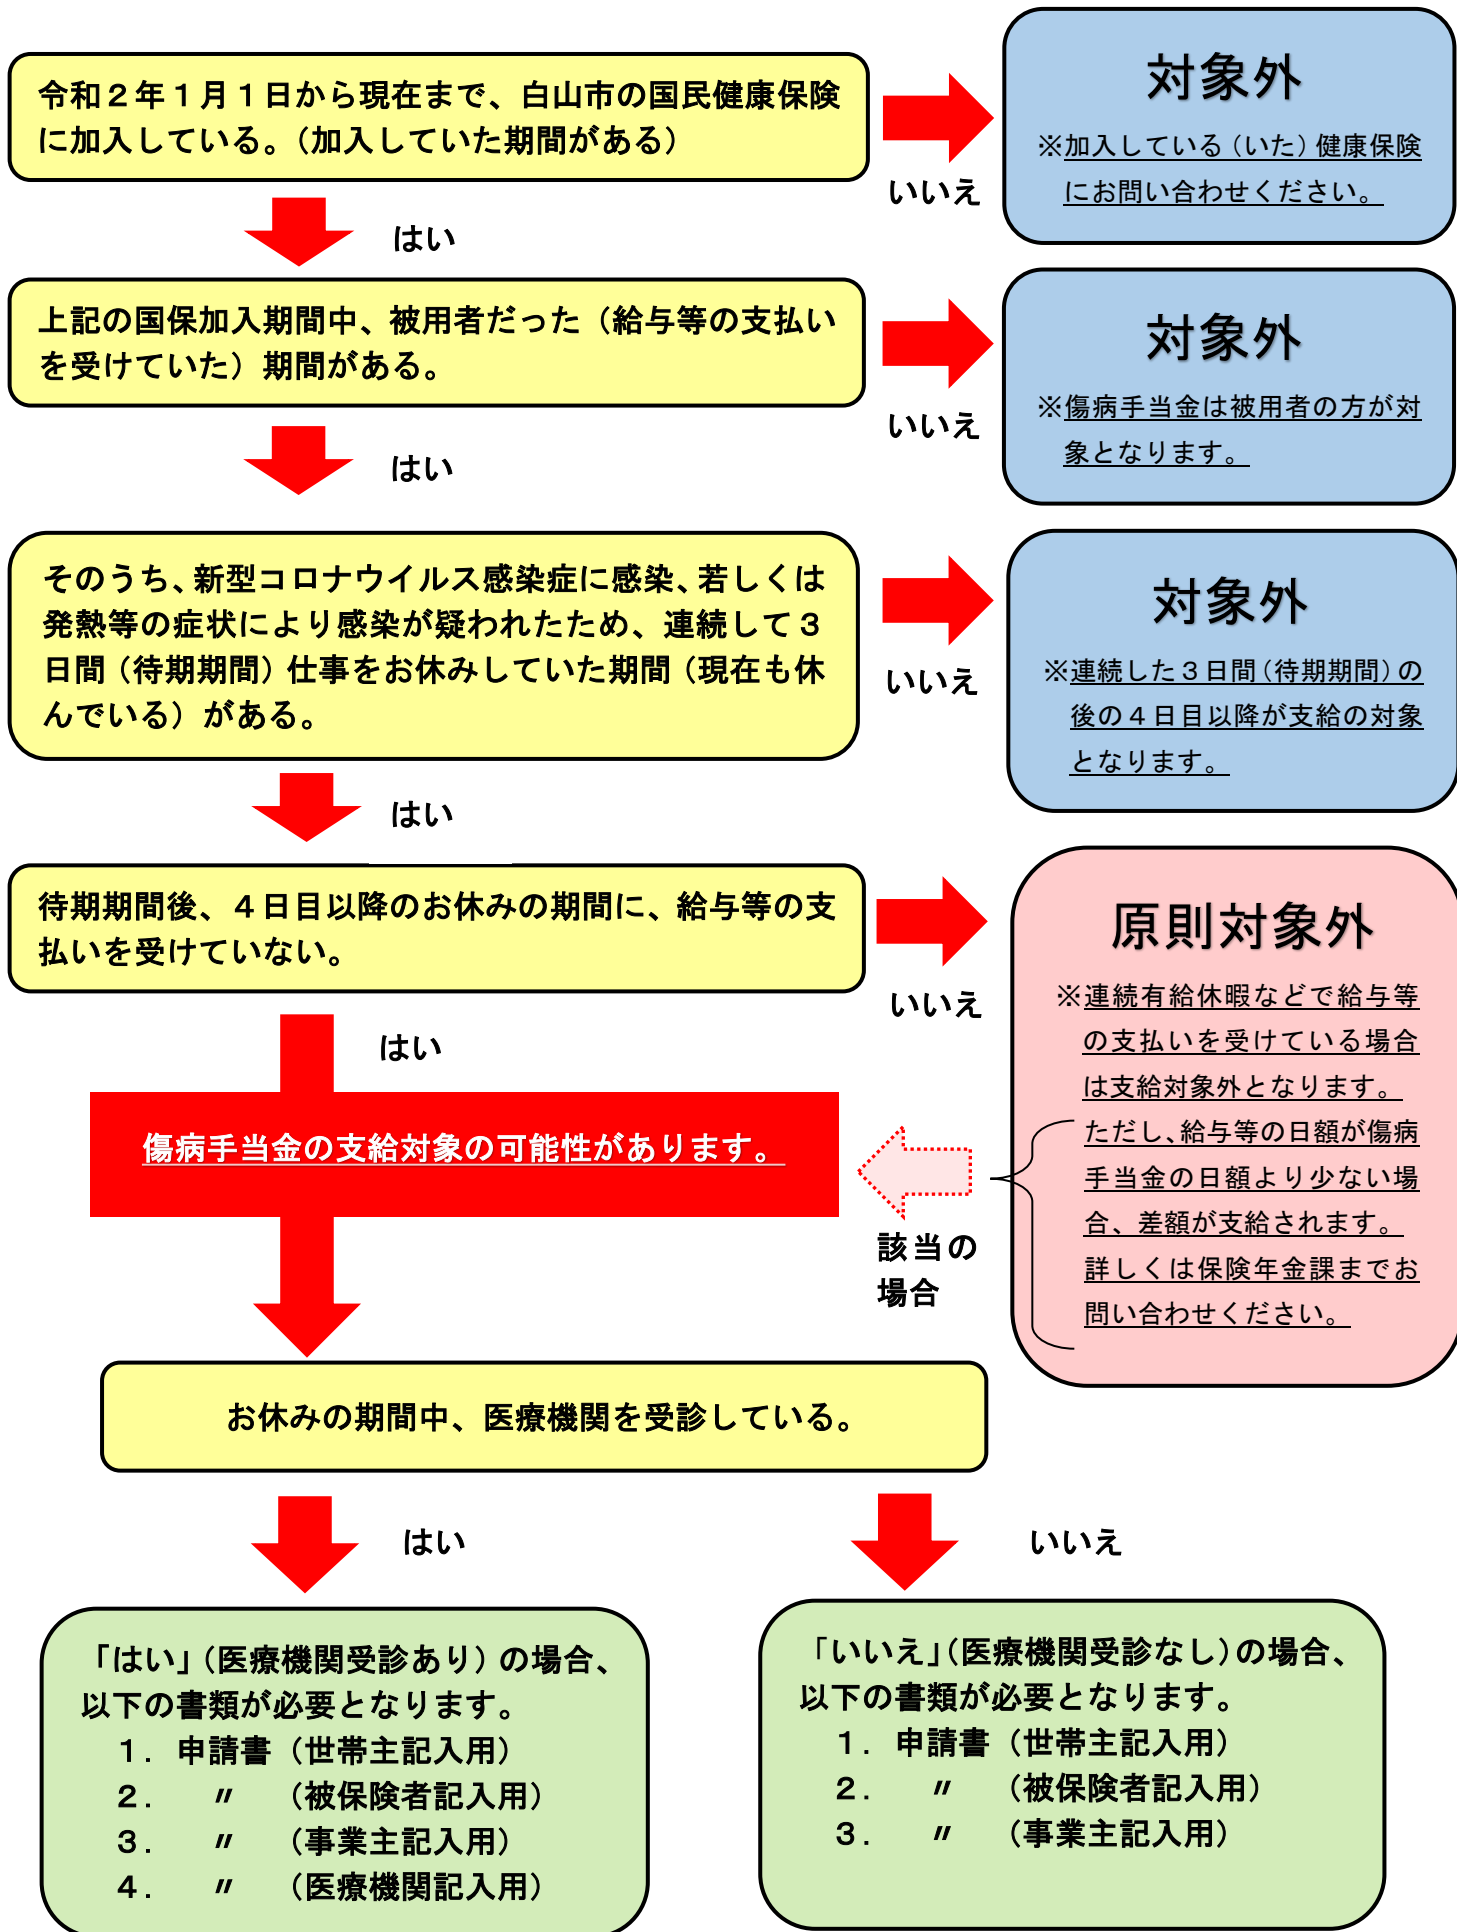 令和２年１月１日から現在まで、白山市の国民健康保険
に加入している。（加入していた期間がある）
いいえ
対象外
※加入している（いた）健康保険
にお問い合わせください。
はい
上記の国保加入期間中、被用者だった（給与等の支払い
を受けていた）期間がある。
いいえ
対象外
※傷病手当金は被用者の方が対
象となります。
はい
そのうち、新型コロナウイルス感染症に感染、若しくは
発熱等の症状により感染が疑われたため、連続して３
日間（待期期間）仕事をお休みしていた期間（現在も休
んでいる）がある。
いいえ
対象外
※連続した３日間（待期期間）の
後の４日目以降が支給の対象
となります。
はい
待期期間後、４日目以降のお休みの期間に、給与等の支
払いを受けていない。
いいえ
原則対象外
※連続有給休暇などで給与等
の支払いを受けている場合
は支給対象外となります。
ただし、給与等の日額が傷病
手当金の日額より少ない場
合、差額が支給されます。
詳しくは保険年金課までお
問い合わせください。
はい
傷病手当金の支給対象の可能性があります。
該当の
場合
お休みの期間中、医療機関を受診している。
はい
いいえ
「はい」（医療機関受診あり）の場合、
以下の書類が必要となります。
１．申請書（世帯主記入用）
２．　〃　（被保険者記入用）
３．　〃　（事業主記入用）
４．　〃　（医療機関記入用）
「いいえ」（医療機関受診なし）の場合、
以下の書類が必要となります。
１．申請書（世帯主記入用）
２．　〃　（被保険者記入用）
３．　〃　（事業主記入用）